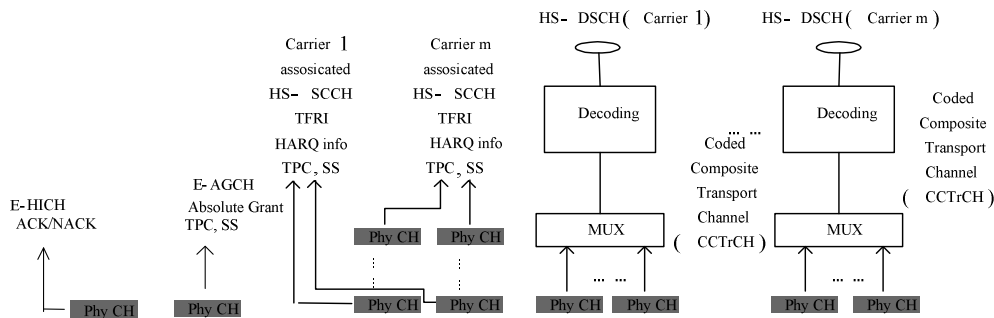 E-HICH
ACK/NACK
Phy CH
E- AGCH
Absolute Grant
TPC, SS
Phy CH
Carrier 1
assosicated
HS- SCCH
TFRI
HARQ info
TPC, SS
Carrier m
assosicated
HS- SCCH
TFRI
HARQ info
TPC, SS
Phy CH
Phy CH
Phy CH
Phy CH
HS- DSCH( Carrier 1)
Decoding
Coded
Composite
Transport
Channel
( CCTrCH)
MUX
... ...
Phy CH
Phy CH
... ...
HS- DSCH( Carrier m)
Decoding
Coded
Composite
Transport
Channel
( CCTrCH)
MUX
... ...
Phy CH
Phy CH